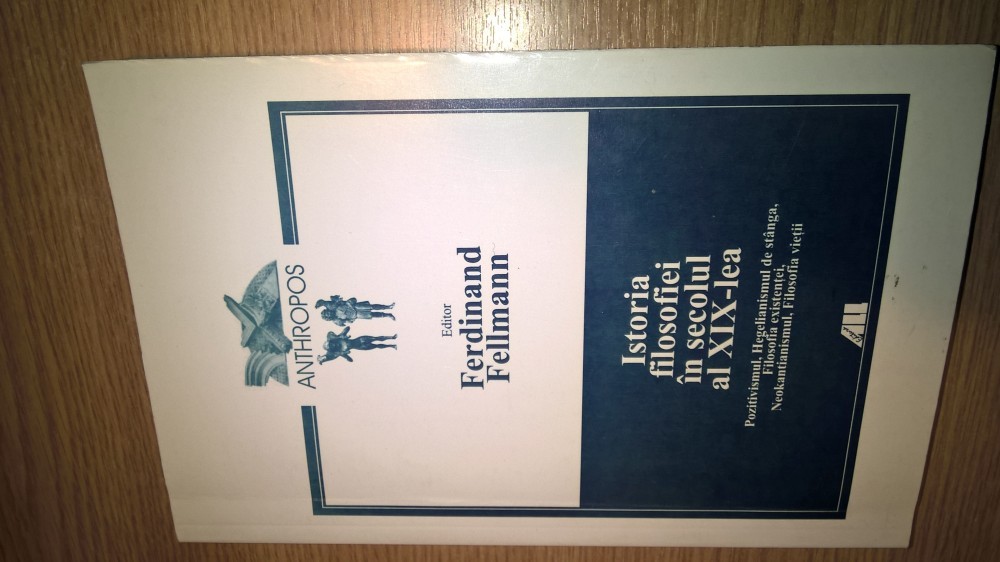 ANTHROPOS
Editor
Ferdinand
Fellmann
Istoria
filosofiei
în secolul
al XIX-lea
Pozitivismul, Hegelianismul de stânga,
Filosofia existenței,
Neokantianismul, Filosofia vieții
ALL